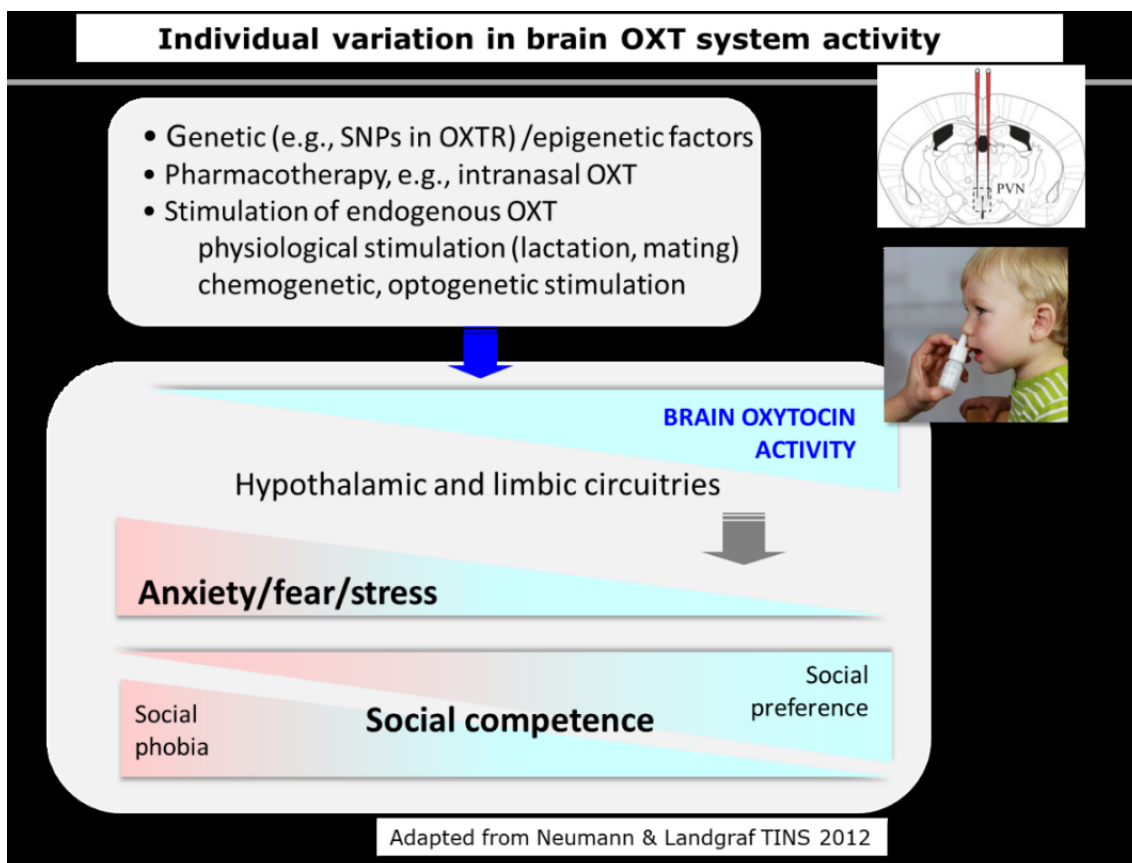 Individual variation in brain OXT system activity
• Genetic (e.g., SNPs in OXTR) /epigenetic factors
• Pharmacotherapy, e.g., intranasal OXT
• Stimulation of endogenous OXT
physiological stimulation (lactation, mating)
chemogenetic, optogenetic stimulation
PVN
BRAIN OXYTOCIN
ACTIVITY
Hypothalamic and limbic circuitries
Anxiety/fear/stress
Social
preference
Social competence
Social
phobia
Adapted from Neumann & Landgraf TINS 2012